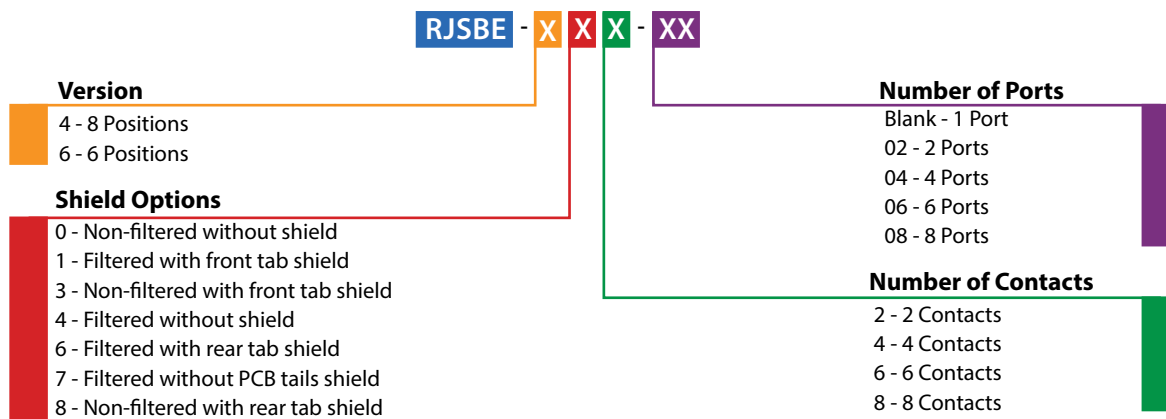 RJSBE - X X X - XX
Version
4 - 8 Positions
6 - 6 Positions
Shield Options
0 - Non-filtered without shield
1 - Filtered with front tab shield
3 - Non-filtered with front tab shield
4 - Filtered without shield
6 - Filtered with rear tab shield
7 - Filtered without PCB tails shield
8 - Non-filtered with rear tab shield
Number of Ports
Blank - 1 Port
02 - 2 Ports
04 - 4 Ports
06 - 6 Ports
08 - 8 Ports
Number of Contacts
2 - 2 Contacts
4 - 4 Contacts
6 - 6 Contacts
8 - 8 Contacts